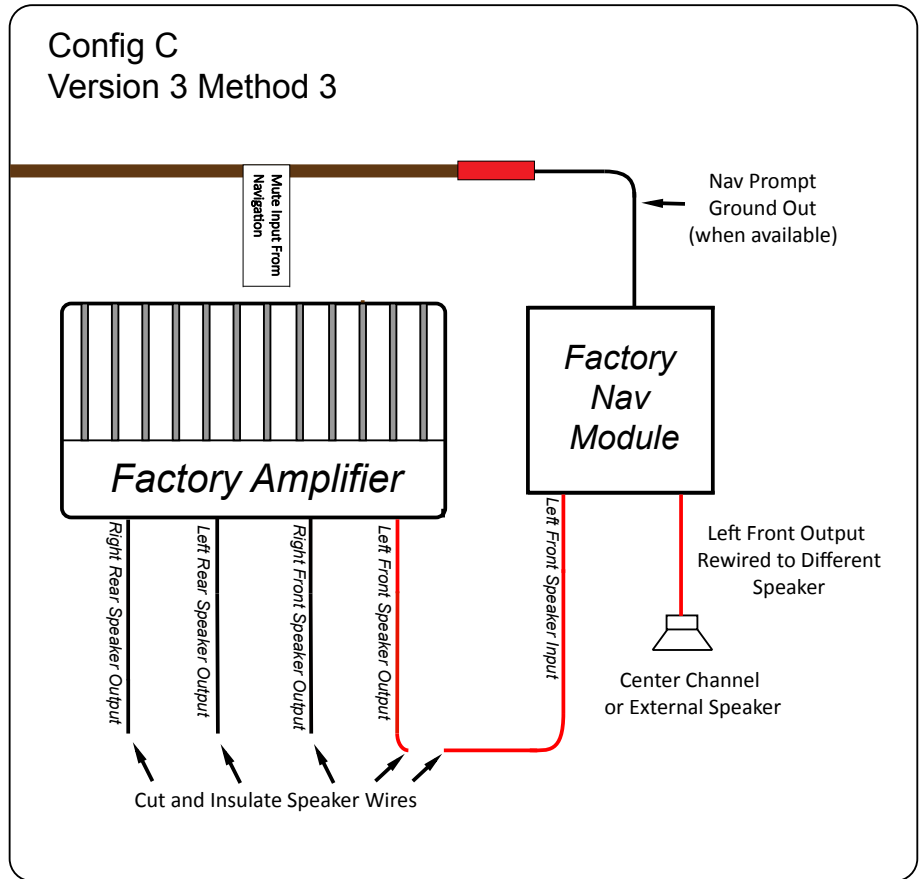 Config C
Version 3 Method 3
Mute Input From
Navigation
Nav Prompt
Ground Out
(when available)
Factory
Nav
Module
Factory Amplifier
Right Rear Speaker Output
Left Rear Speaker Output
Right Front Speaker Output
Left Front Speaker Output
Left Front Speaker Input
Left Front Output
Rewired to Different
Speaker
Center Channel
or External Speaker
Cut and Insulate Speaker Wires